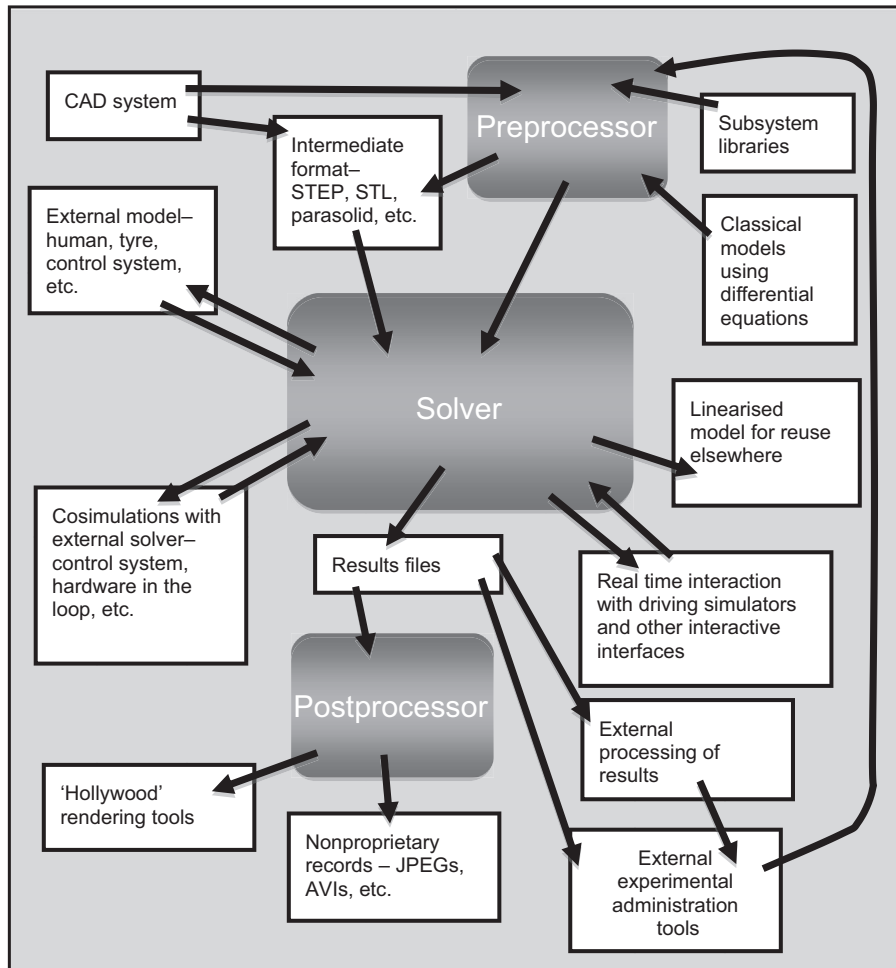 CAD system
Preprocessor
Subsystem
libraries
Intermediate
format–
STEP, STL,
parasolid, etc.
External model–
human, tyre,
control system,
etc.
Classical
models
using
differential
equations
Solver
Linearised
model for reuse
elsewhere
Cosimulations with
external solver–
control system,
hardware in the
loop, etc.
Results files
Real time interaction
with driving simulators
and other interactive
interfaces
Postprocessor
External
processing of
results
‘Hollywood’
rendering tools
Nonproprietary
records – JPEGs,
AVIs, etc.
External
experimental
administration
tools